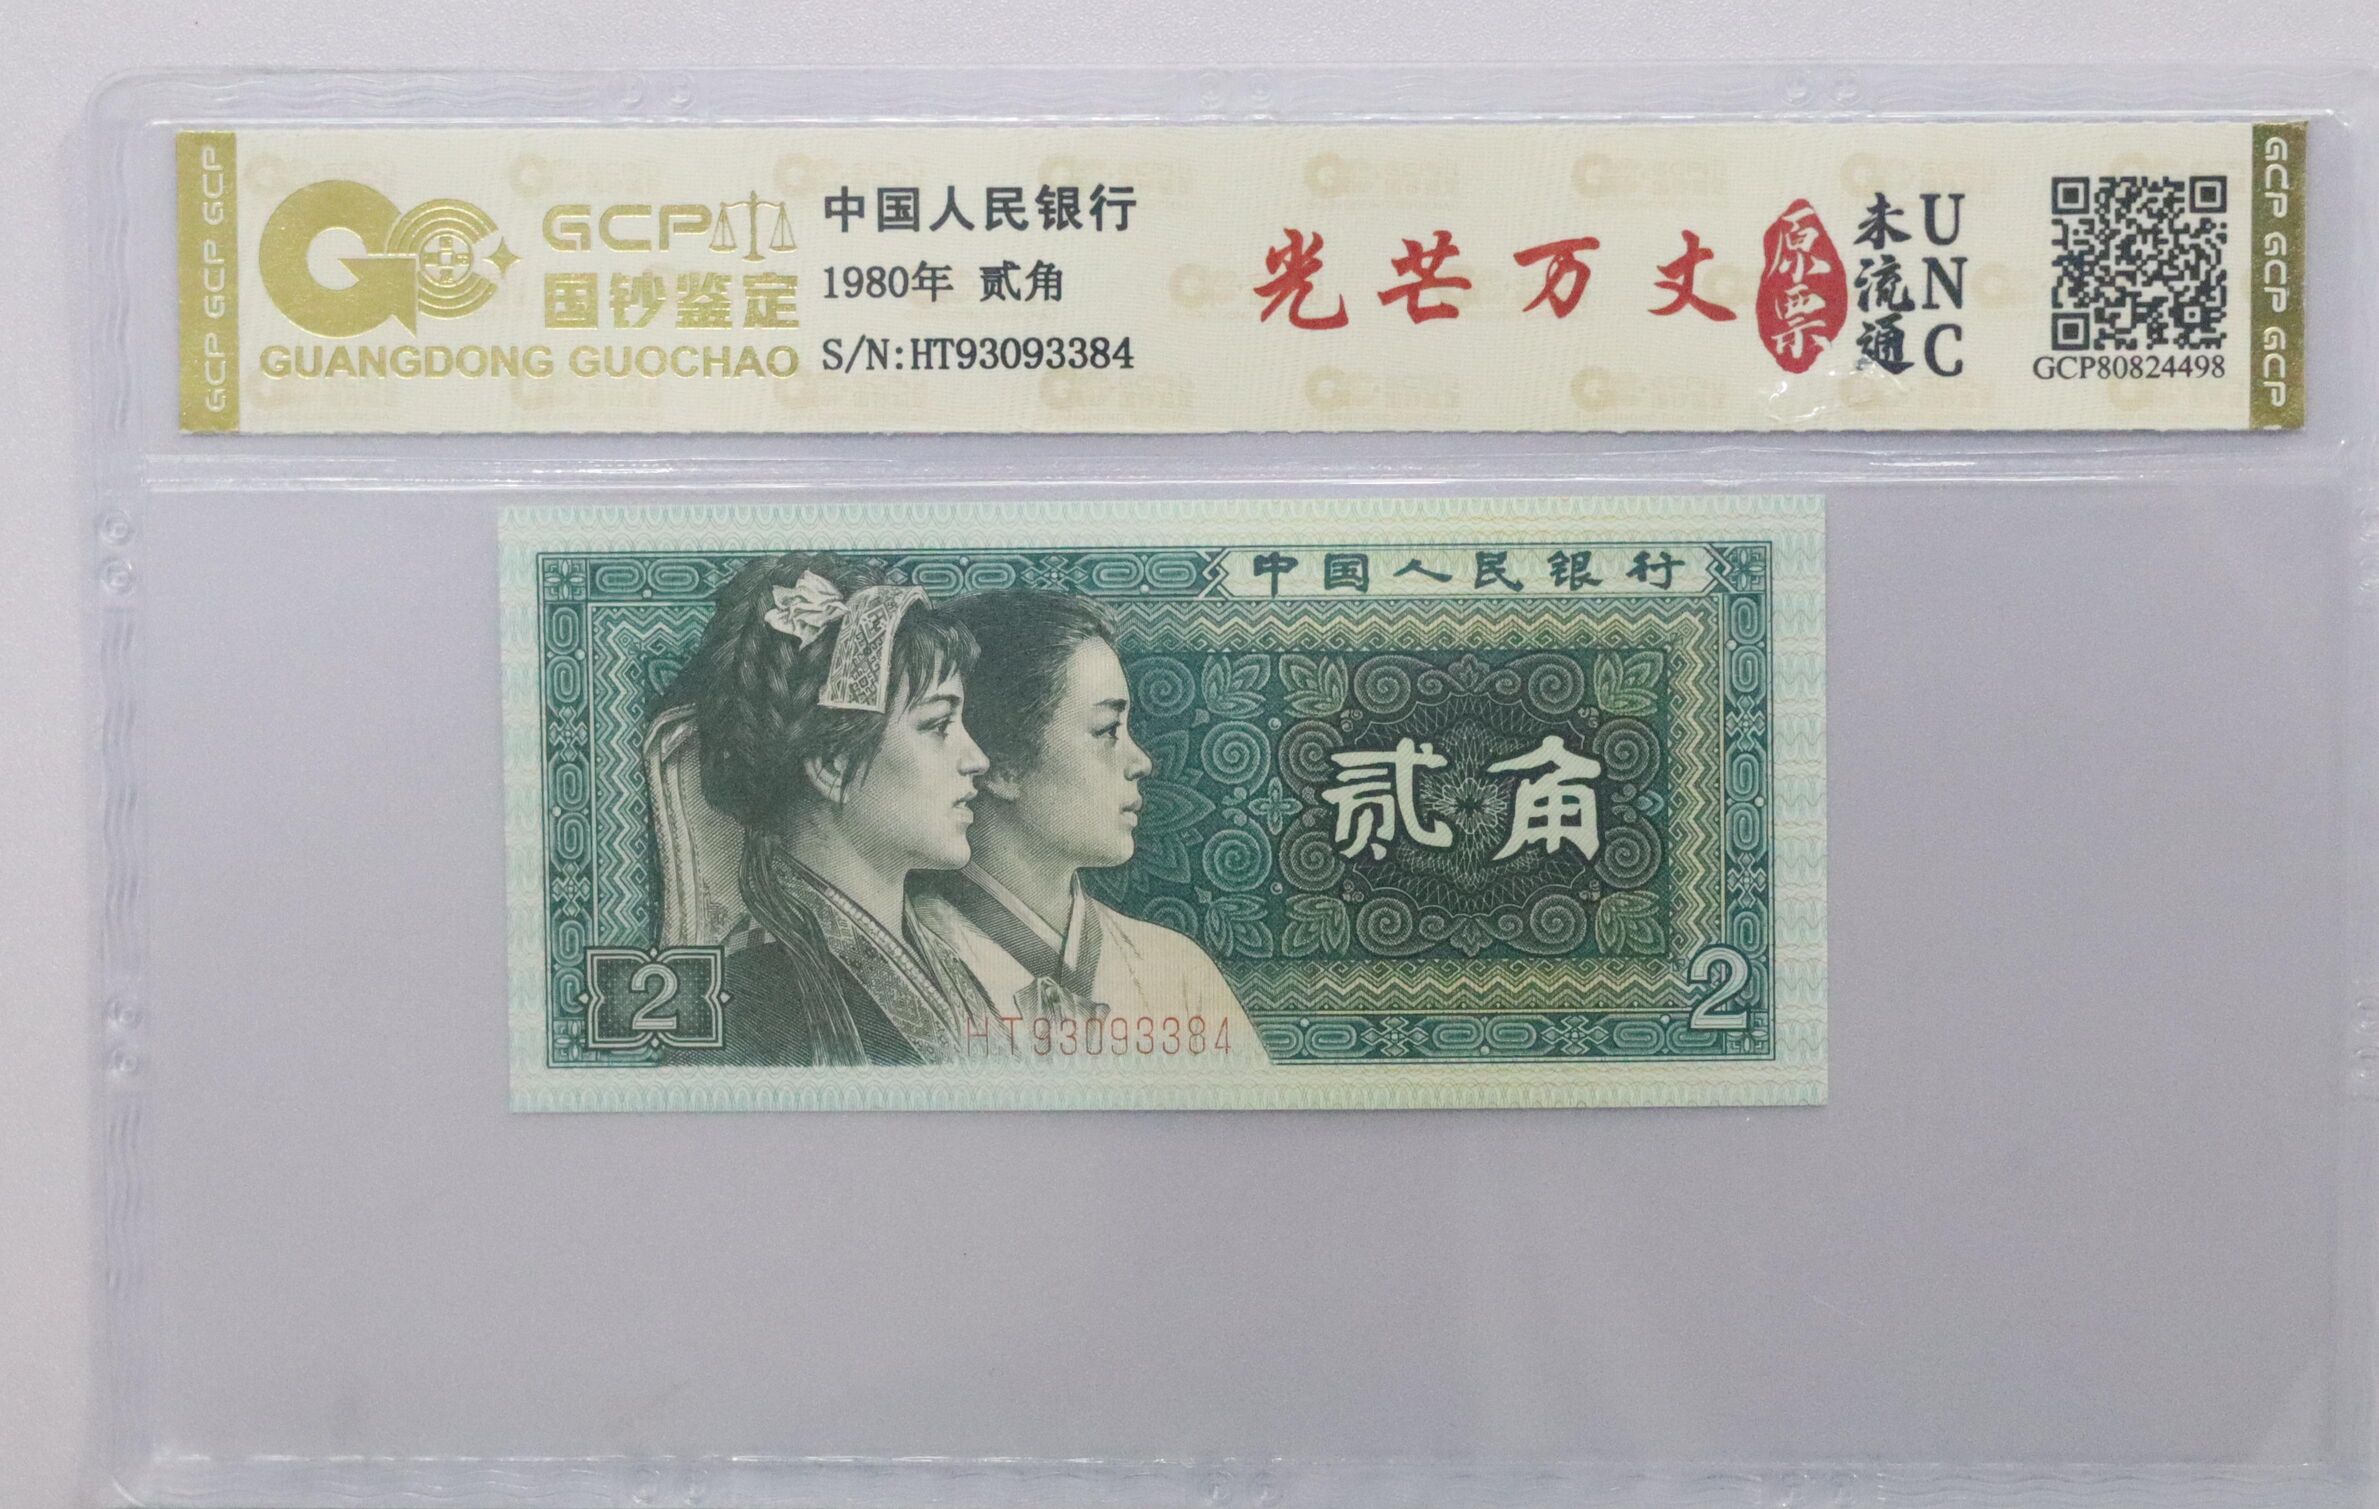 GCP GCP GCP
GCP
国钞鉴定
GUANGDONG GUOCHAO
中国人民银行
1980年 贰角
S/N:HT93093384
光芒万丈
原票
未流通
UNC
GCP80824498
GCP GCP GCP
中国人民银行
贰角
2
2
HT93093384